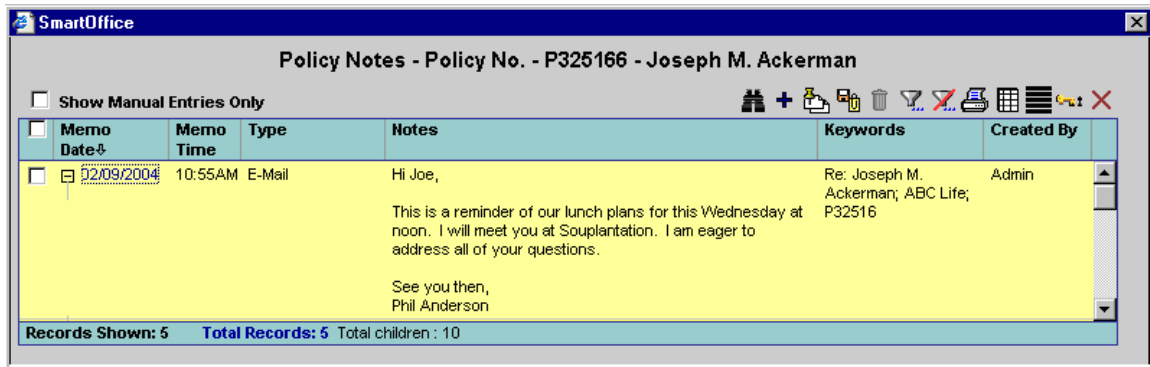 SmartOffice
Policy Notes - Policy No. - P325166 - Joseph M. Ackerman
Show Manual Entries Only
Memo Date Memo Time Type Notes Keywords Created By
02/09/2004 10:55AM E-Mail Hi Joe, Re: Joseph M. Admin
Ackerman; ABC Life;
This is a reminder of our lunch plans for this Wednesday at P32516
noon. I will meet you at Souplantation. I am eager to
address all of your questions.
See you then,
Phil Anderson
Records Shown: 5 Total Records: 5 Total children : 10